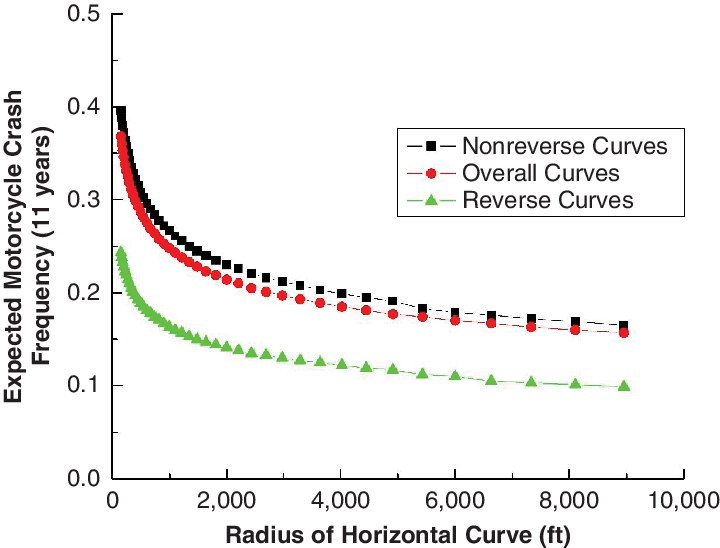 0.5
0.4
0.3
0.2
0.1
0.0
0
2,000
4,000
6,000
8,000
10,000
Expected Motorcycle Crash
Frequency (11 years)
Radius of Horizontal Curve (ft)
Nonreverse Curves
Overall Curves
Reverse Curves